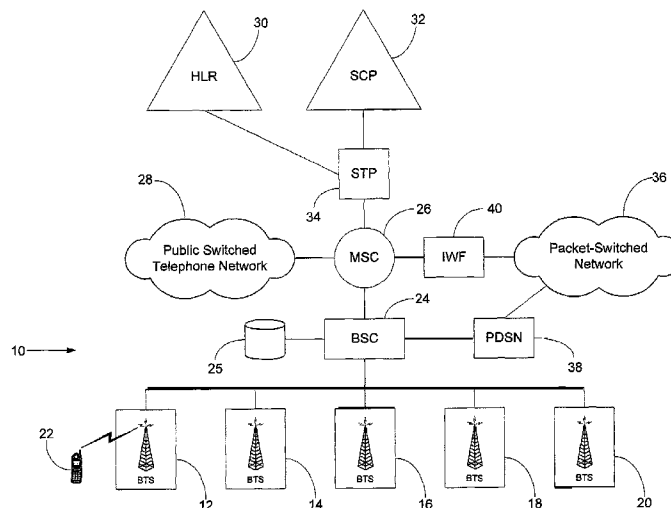 30
32
HLR
SCP
STP
34
28
26
40
36
Public Switched
Telephone Network
MSC
IWF
Packet-Switched
Network
24
25
BSC
PDSN
38
10
22
BTS
BTS
BTS
BTS
BTS
12
14
16
18
20